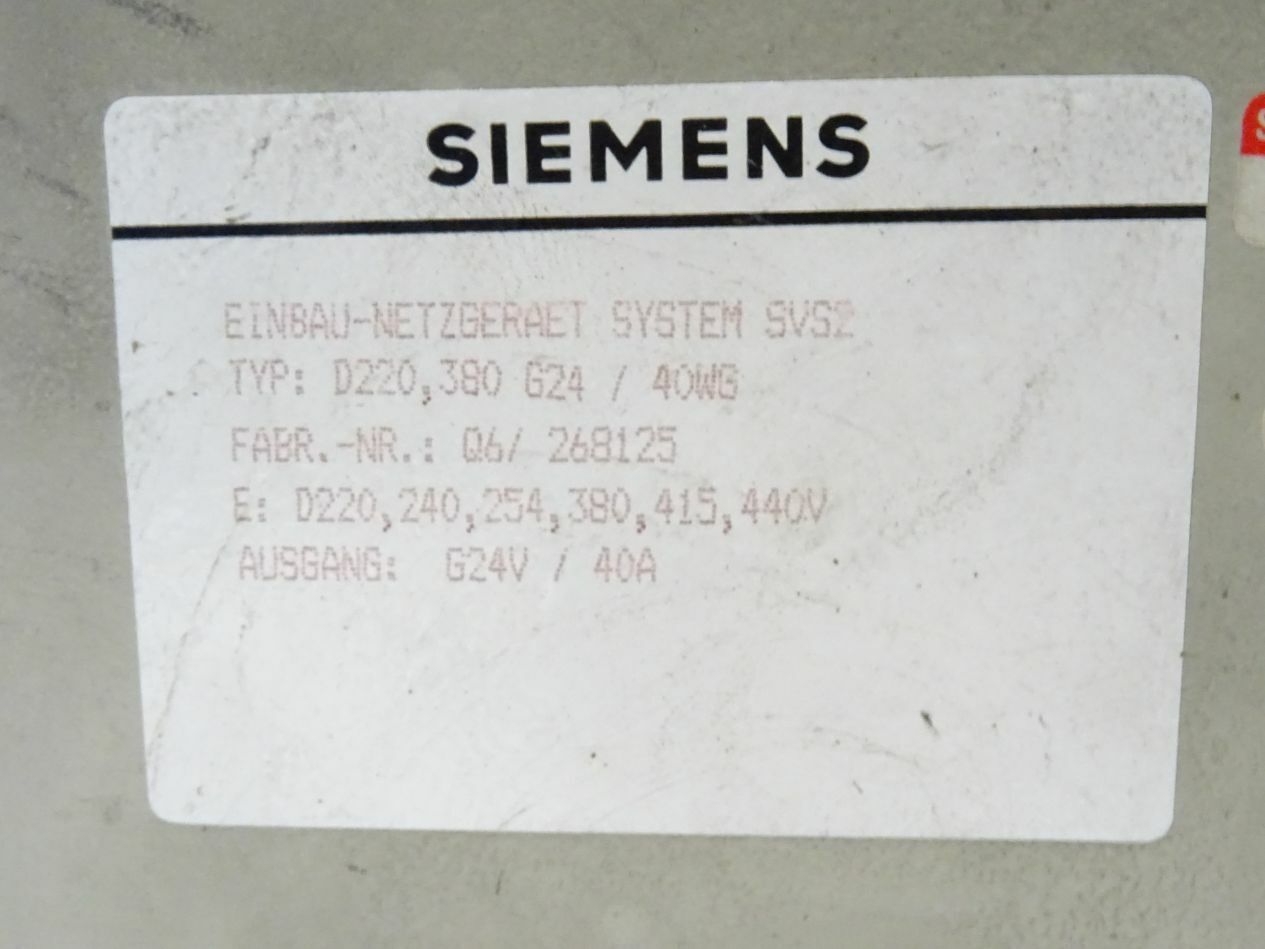 SIEMENS
EINBAU-NETZGERAET SYSTEM SVS2
TYP: D220,380 G24 / 40WG
FABR.-NR.: Q6/ 268125
E: D220,240,254,380,415,440V
AUSGANG: G24V / 40A